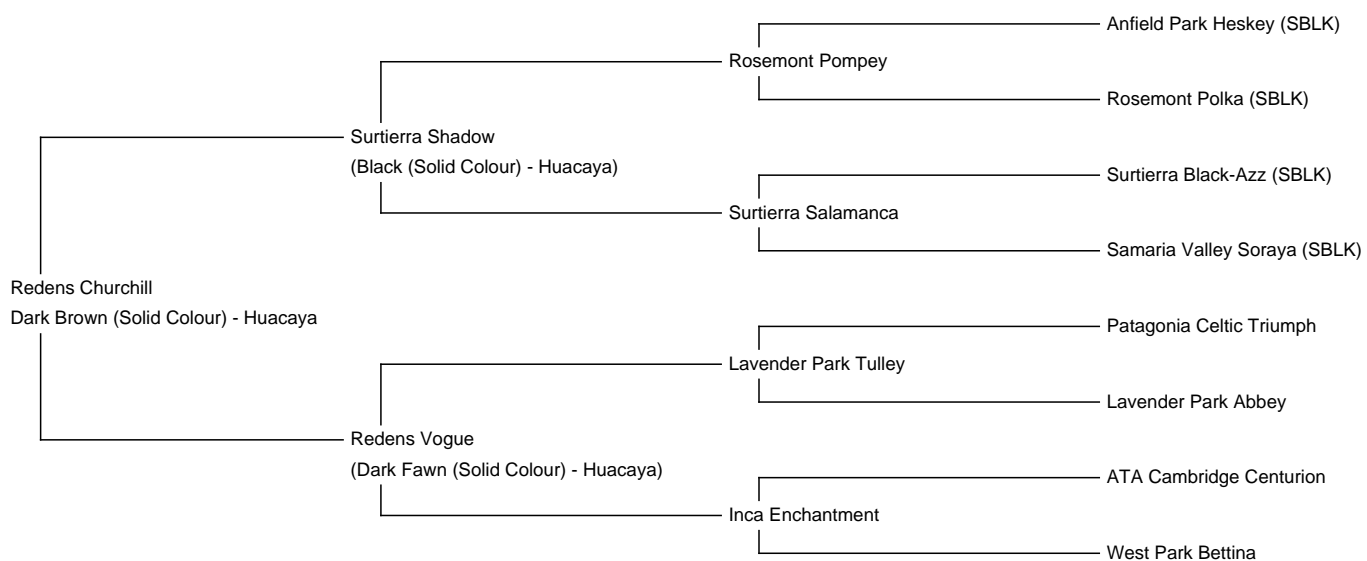 Anfield Park Heskey (SBLK)
Rosemont Pompey
Rosemont Polka (SBLK)
Surtierra Shadow
(Black (Solid Colour) - Huacaya)
Surtierra Black-Azz (SBLK)
Surtierra Salamanca
Samaria Valley Soraya (SBLK)
Redens Churchill
Dark Brown (Solid Colour) - Huacaya
Patagonia Celtic Triumph
Lavender Park Tulley
Lavender Park Abbey
Redens Vogue
(Dark Fawn (Solid Colour) - Huacaya)
ATA Cambridge Centurion
Inca Enchantment
West Park Bettina